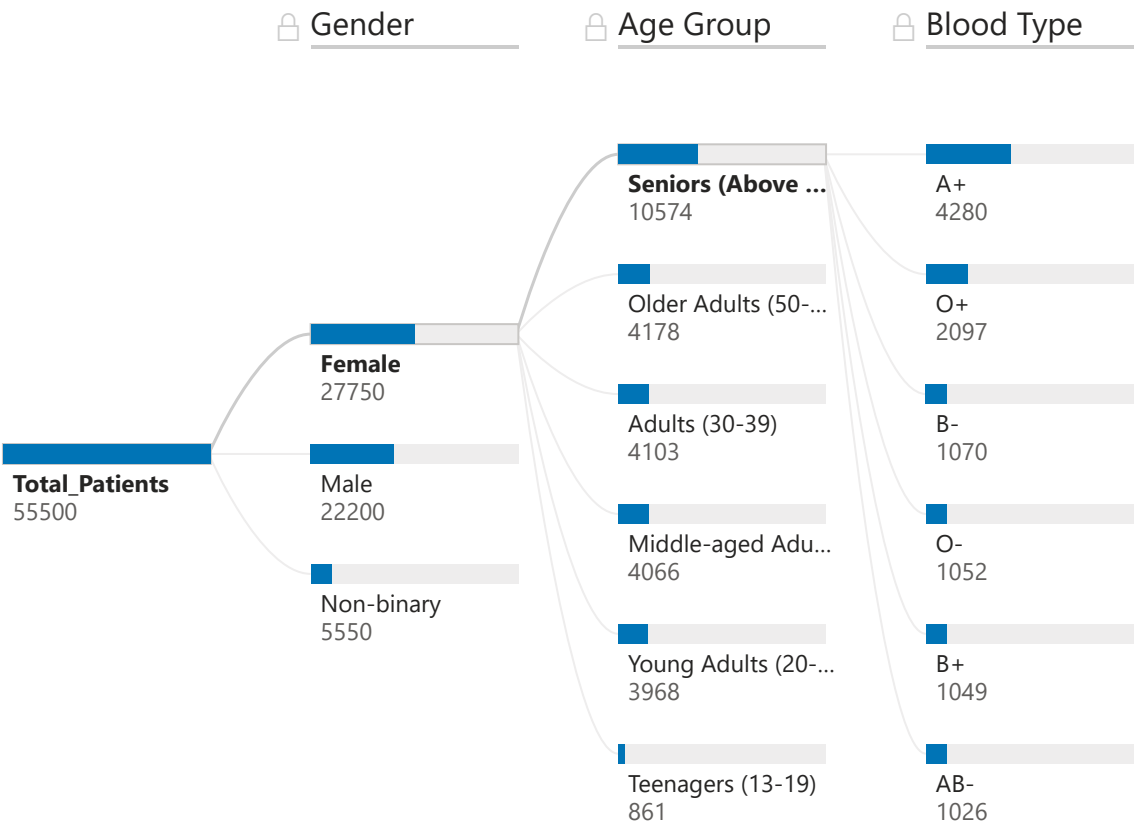 Gender
Age Group
Blood Type
Total_Patients
55500
Female
27750
Male
22200
Non-binary
5550
Seniors (Above ...
10574
Older Adults (50-...
4178
Adults (30-39)
4103
Middle-aged Adu...
4066
Young Adults (20-...
3968
Teenagers (13-19)
861
A+
4280
O+
2097
B-
1070
O-
1052
B+
1049
AB-
1026